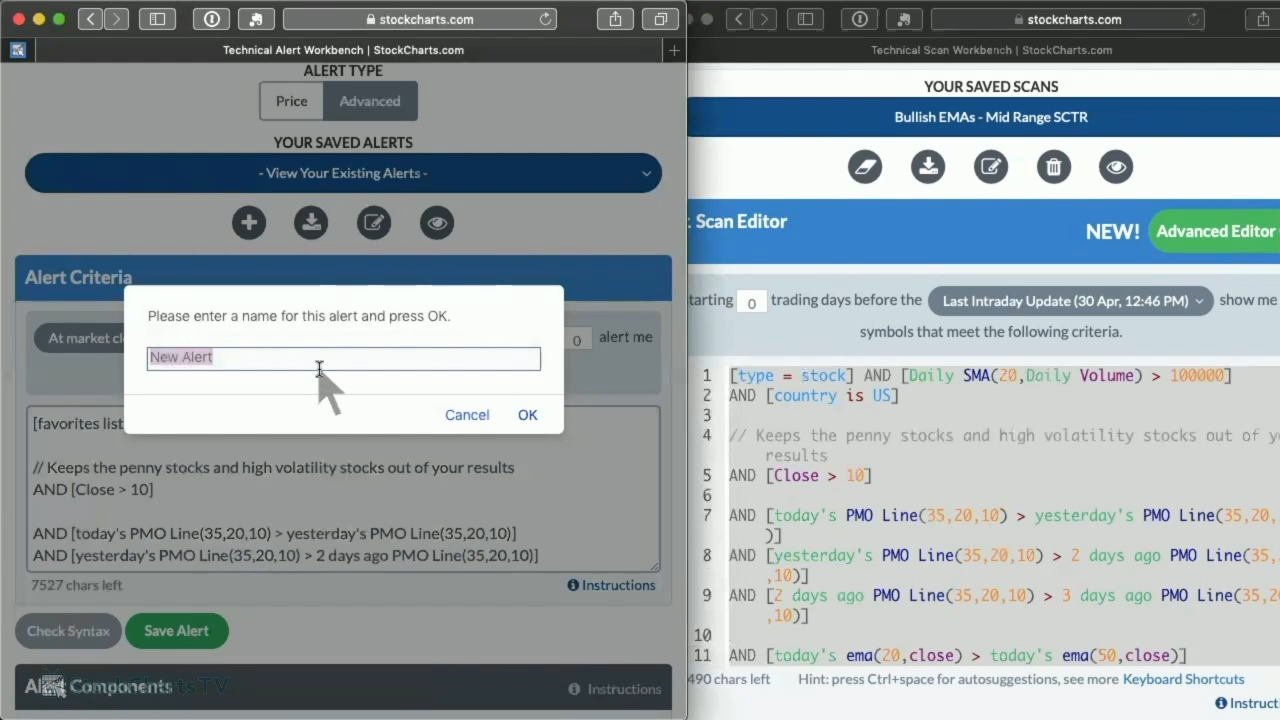 stockcharts.com
Technical Alert Workbench | StockCharts.com
ALERT TYPE
Price
Advanced
YOUR SAVED ALERTS
- View Your Existing Alerts -
Alert Criteria
At market cl
0 alert me
Please enter a name for this alert and press OK.
New Alert
Cancel
OK
[favorites list
// Keeps the penny stocks and high volatility stocks out of your results
AND [Close > 10]
AND [today's PMO Line(35,20,10) > yesterday's PMO Line(35,20,10)]
AND [yesterday's PMO Line(35,20,10) > 2 days ago PMO Line(35,20,10)]
7527 chars left
Instructions
Check Syntax
Save Alert
Components
Instructions
stockcharts.com
Technical Scan Workbench | StockCharts.com
YOUR SAVED SCANS
Bullish EMAs - Mid Range SCTR
: Scan Editor
NEW!
Advanced Editor
tarting 0 trading days before the Last Intraday Update (30 Apr, 12:46 PM) show me
symbols that meet the following criteria.
1 [type = stock] AND [Daily SMA(20,Daily Volume) > 100000]
2 AND [country is US]
3
4 // Keeps the penny stocks and high volatility stocks out of yo
results
5 AND [Close > 10]
6
7 AND [today's PMO Line(35,20,10) > yesterday's PMO Line(35,20,
)]
8 AND [yesterday's PMO Line(35,20,10) > 2 days ago PMO Line(35,
,10)]
9 AND [2 days ago PMO Line(35,20,10) > 3 days ago PMO Line(35,20
,10)]
10
11 AND [today's ema(20,close) > today's ema(50,close)]
490 chars left
Hint: press Ctrl+space for autosuggestions, see more Keyboard Shortcuts
Instruct